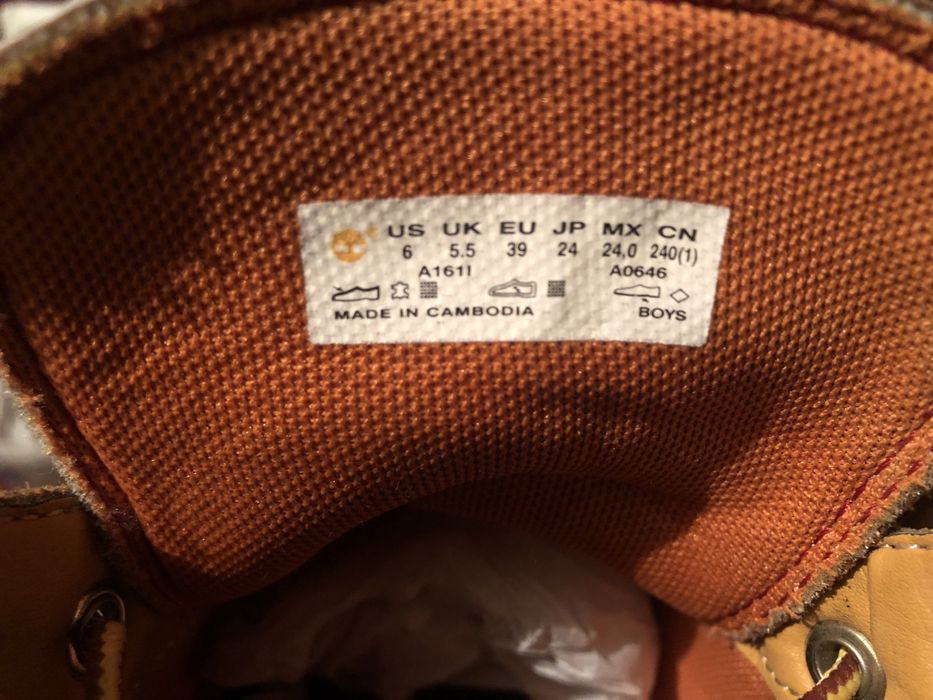 US UK EU JP MX CN
6 5.5 39 24 24,0 240(1)
A161I A0646
MADE IN CAMBODIA BOYS